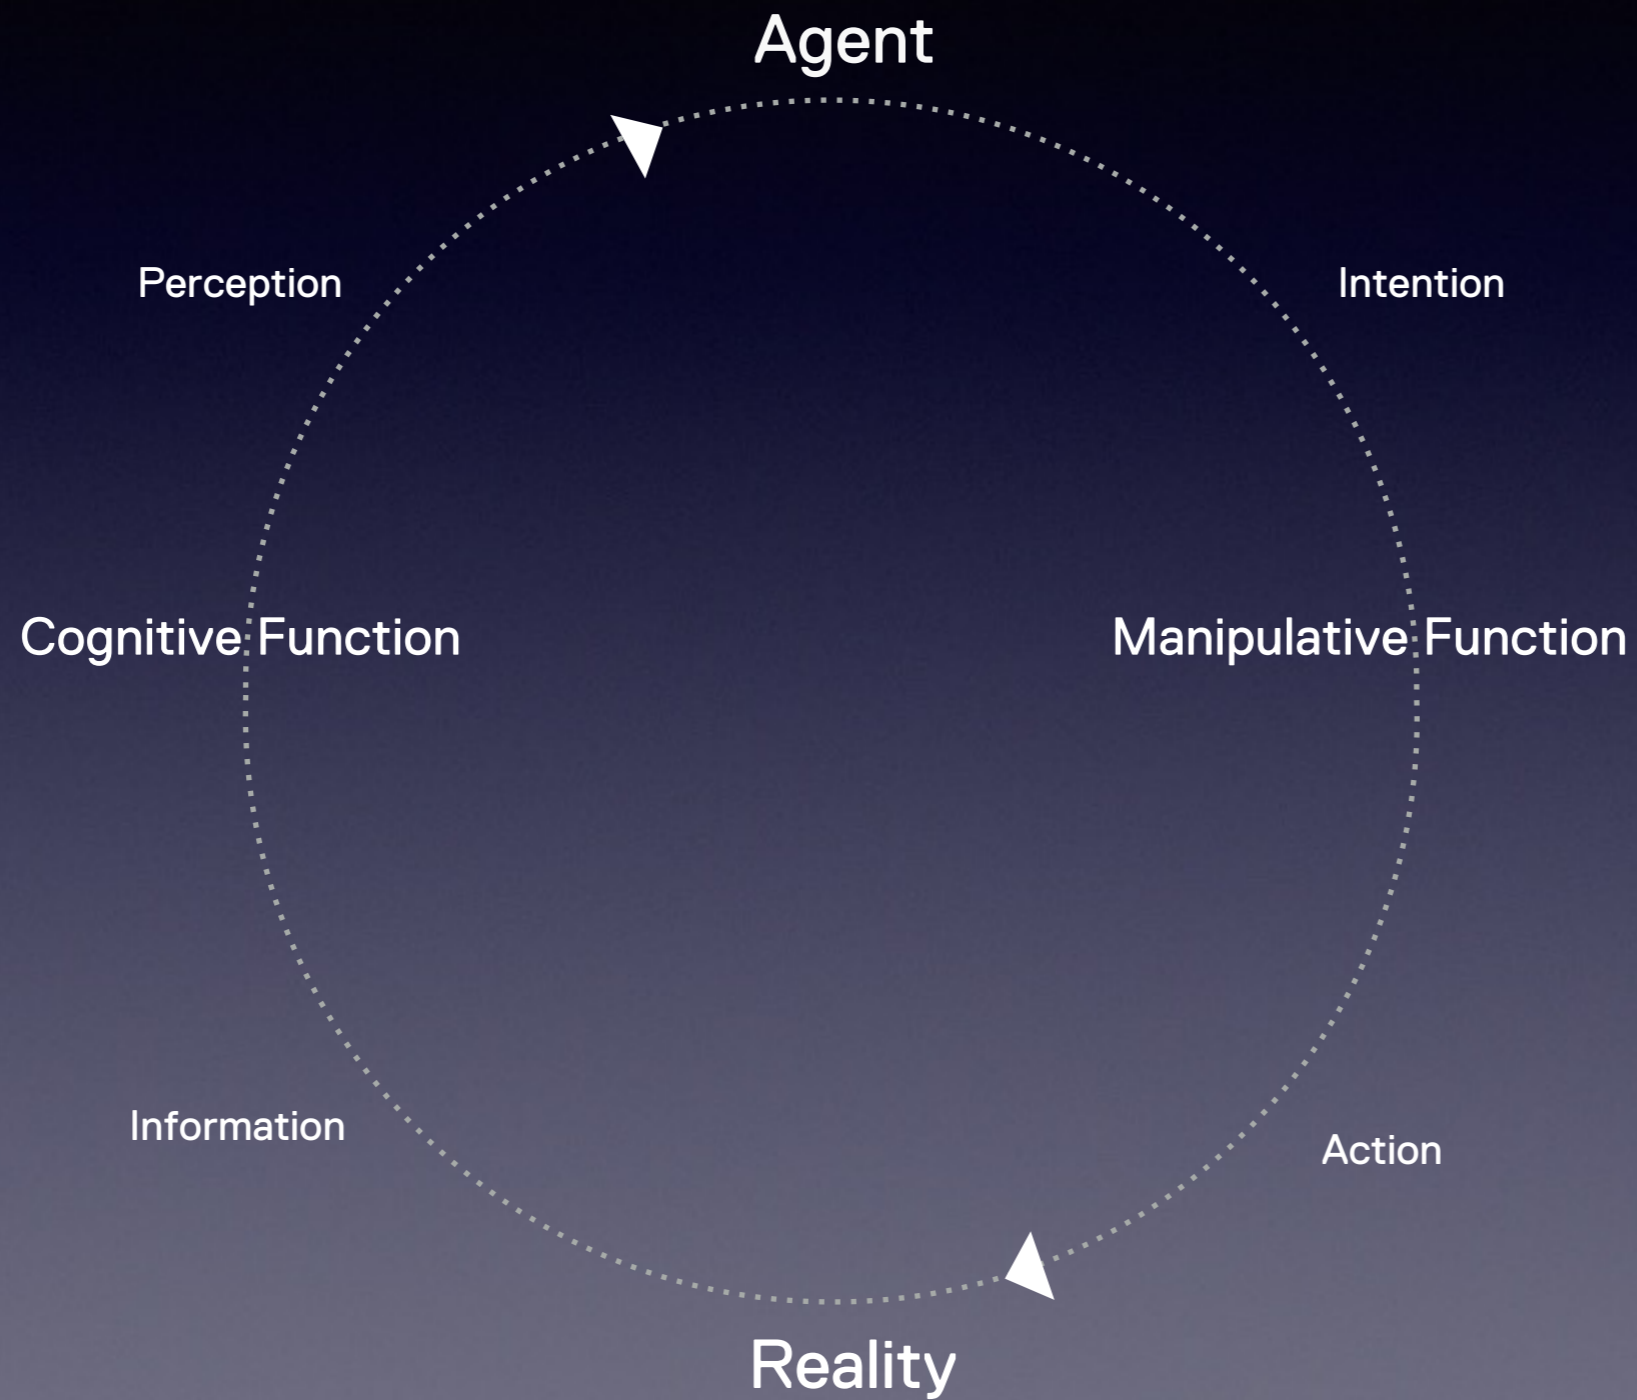 Agent
Perception
Intention
Cognitive Function
Manipulative Function
Information
Action
Reality